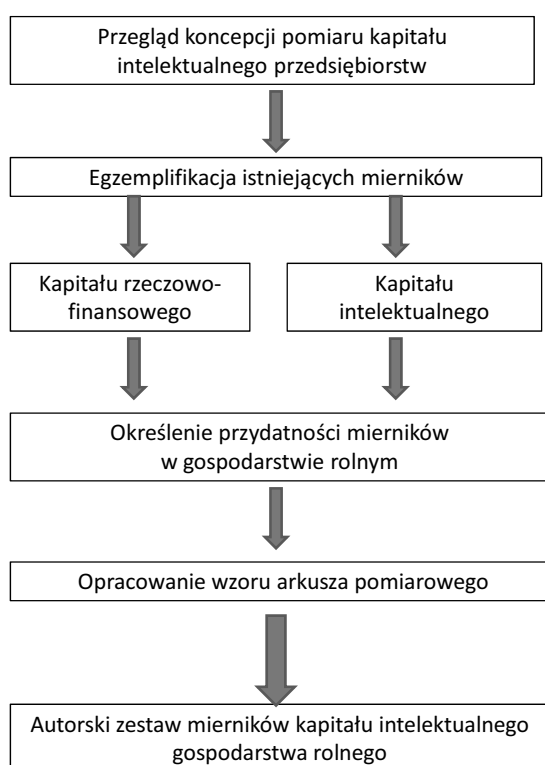 Przegląd koncepcji pomiaru kapitału
intelektualnego przedsiębiorstw
Egzemplifikacja istniejących mierników
Kapitału rzeczowo-
finansowego
Kapitału
intelektualnego
Określenie przydatności mierników
w gospodarstwie rolnym
Opracowanie wzoru arkusza pomiarowego
Autorski zestaw mierników kapitału intelektualnego
gospodarstwa rolnego